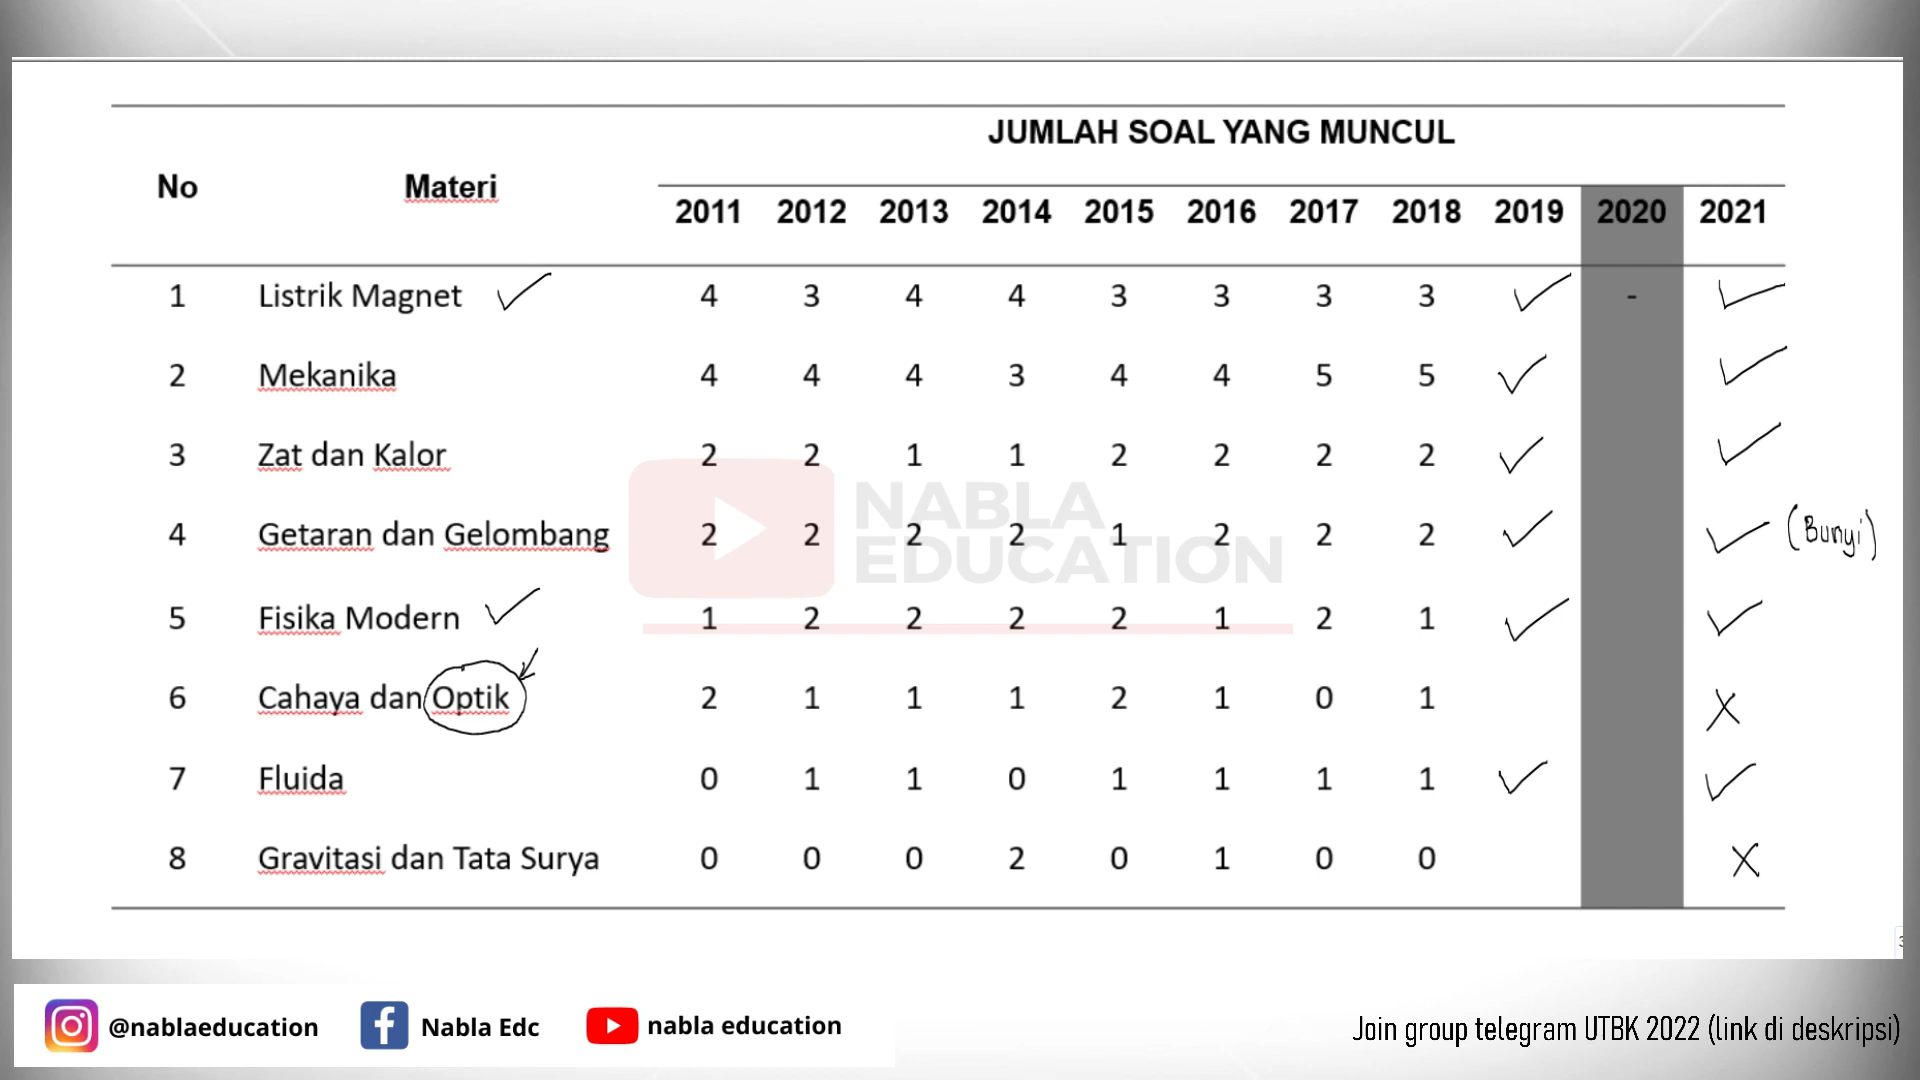 JUMLAH SOAL YANG MUNCUL
No Materi
2011 2012 2013 2014 2015 2016 2017 2018 2019 2020 2021
1 Listrik Magnet ✓ 4 3 4 4 3 3 3 3 ✓ - ✓
2 Mekanika 4 4 4 3 4 4 5 5 ✓ ✓
3 Zat dan Kalor 2 2 1 1 2 2 2 2 ✓ ✓
4 Getaran dan Gelombang 2 2 2 2 1 2 2 2 ✓ ✓ (Bunyi)
5 Fisika Modern ✓ 1 2 2 2 2 1 2 1 ✓ ✓
6 Cahaya dan Optik 2 1 1 1 2 1 0 1 X
7 Fluida 0 1 1 0 1 1 1 1 ✓ ✓
8 Gravitasi dan Tata Surya 0 0 0 2 0 1 0 0 X
NABLA
EDUCATION
@nablaeducation Nabla Edc nabla education
Join group telegram UTBK 2022 (link di deskripsi)